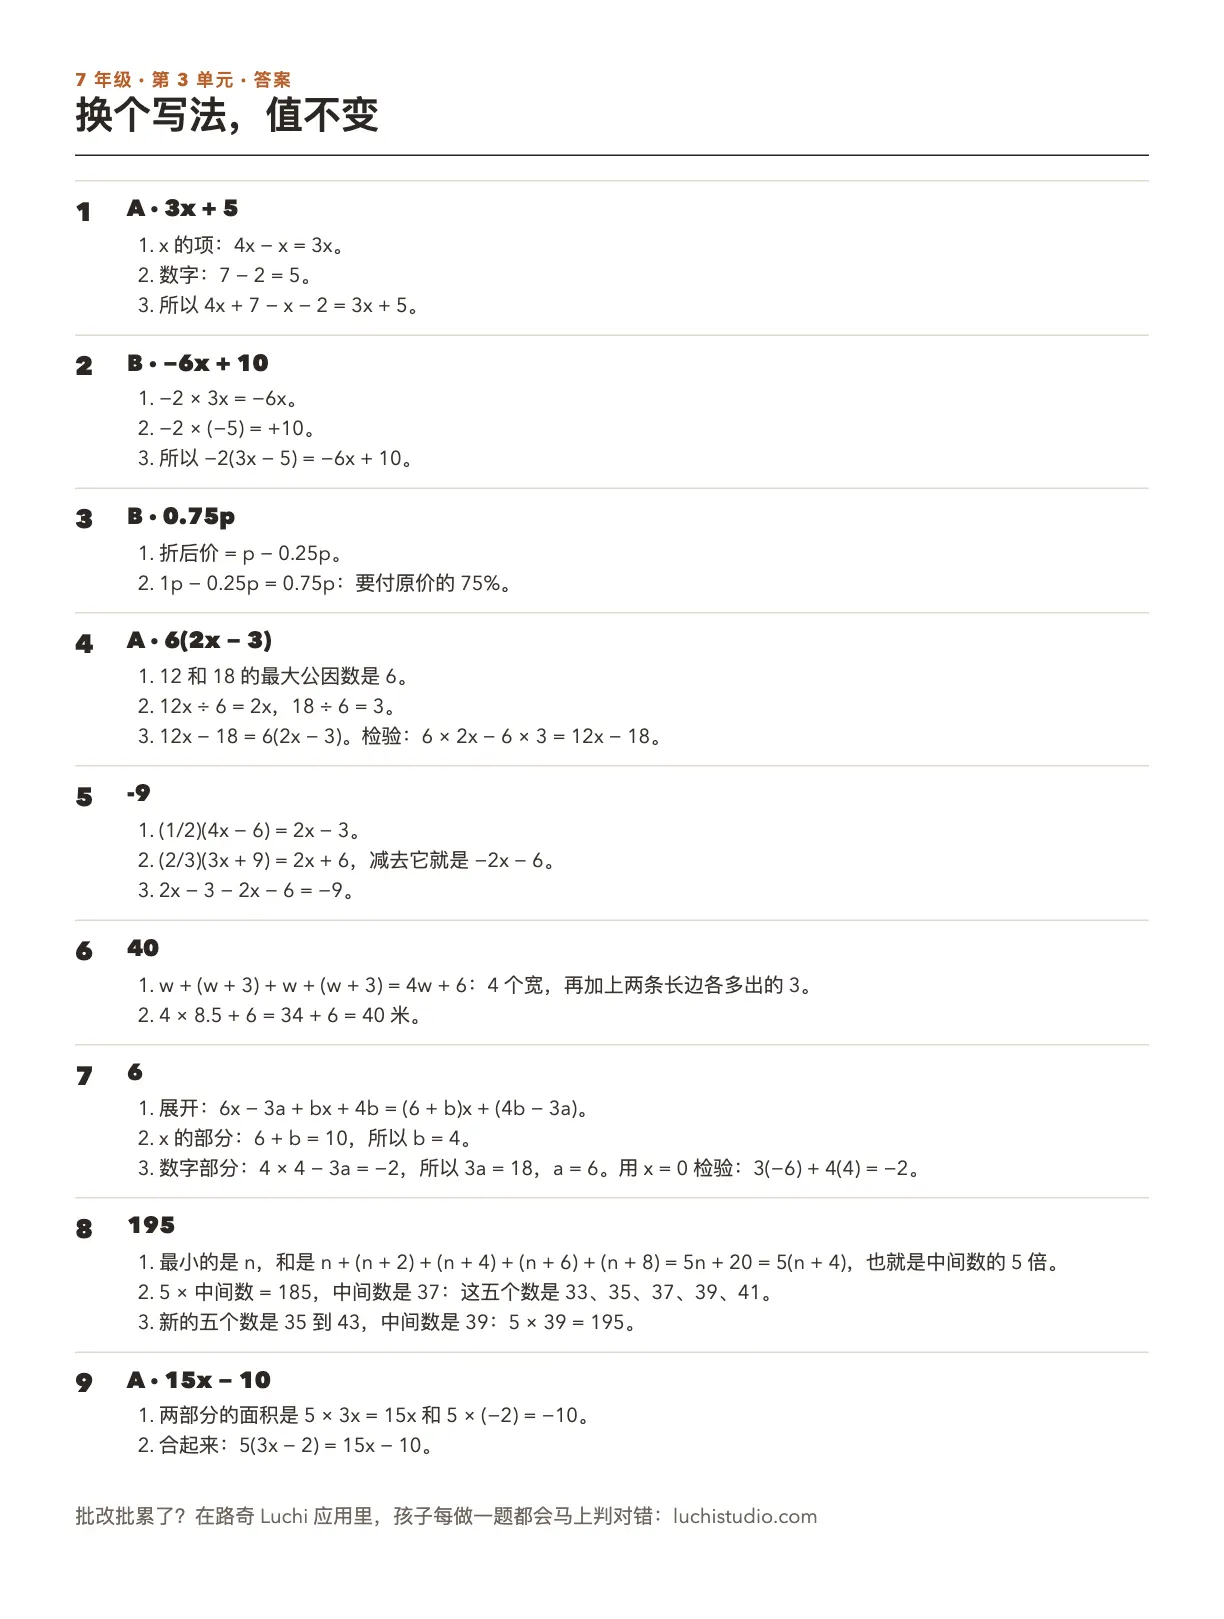 7 年级 · 第 3 单元 · 答案
换个写法，值不变
1 A · 3x + 5
1. x 的项：4x − x = 3x。
2. 数字：7 − 2 = 5。
3. 所以 4x + 7 − x − 2 = 3x + 5。
2 B · −6x + 10
1. −2 × 3x = −6x。
2. −2 × (−5) = +10。
3. 所以 −2(3x − 5) = −6x + 10。
3 B · 0.75p
1. 折后价 = p − 0.25p。
2. 1p − 0.25p = 0.75p：要付原价的 75%。
4 A · 6(2x − 3)
1. 12 和 18 的最大公因数是 6。
2. 12x ÷ 6 = 2x，18 ÷ 6 = 3。
3. 12x − 18 = 6(2x − 3)。检验：6 × 2x − 6 × 3 = 12x − 18。
5 -9
1. (1/2)(4x − 6) = 2x − 3。
2. (2/3)(3x + 9) = 2x + 6，减去它就是 −2x − 6。
3. 2x − 3 − 2x − 6 = −9。
6 40
1. w + (w + 3) + w + (w + 3) = 4w + 6：4 个宽，再加上两条长边各多出的 3。
2. 4 × 8.5 + 6 = 34 + 6 = 40 米。
7 6
1. 展开：6x − 3a + bx + 4b = (6 + b)x + (4b − 3a)。
2. x 的部分：6 + b = 10，所以 b = 4。
3. 数字部分：4 × 4 − 3a = −2，所以 3a = 18，a = 6。用 x = 0 检验：3(−6) + 4(4) = −2。
8 195
1. 最小的是 n，和是 n + (n + 2) + (n + 4) + (n + 6) + (n + 8) = 5n + 20 = 5(n + 4)，也就是中间数的 5 倍。
2. 5 × 中间数 = 185，中间数是 37：这五个数是 33、35、37、39、41。
3. 新的五个数是 35 到 43，中间数是 39：5 × 39 = 195。
9 A · 15x − 10
1. 两部分的面积是 5 × 3x = 15x 和 5 × (−2) = −10。
2. 合起来：5(3x − 2) = 15x − 10。
批改批累了？在路奇 Luchi 应用里，孩子每做一题都会马上判对错：luchistudio.com